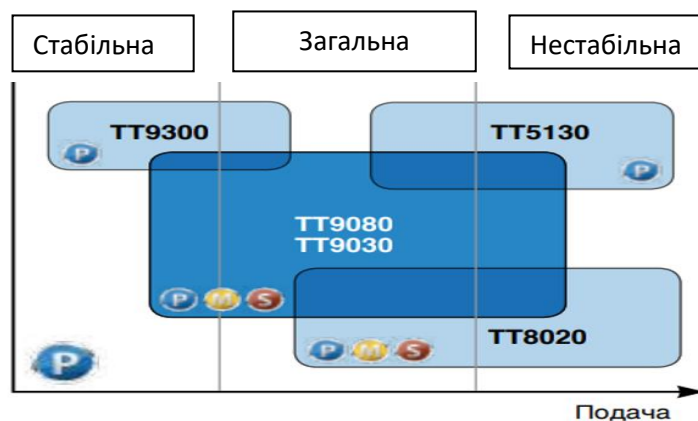 Стабільна
Загальна
Нестабільна
TT9300
TT5130
P
P
TT9080
TT9030
P M S
TT8020
P M S
P
Подача